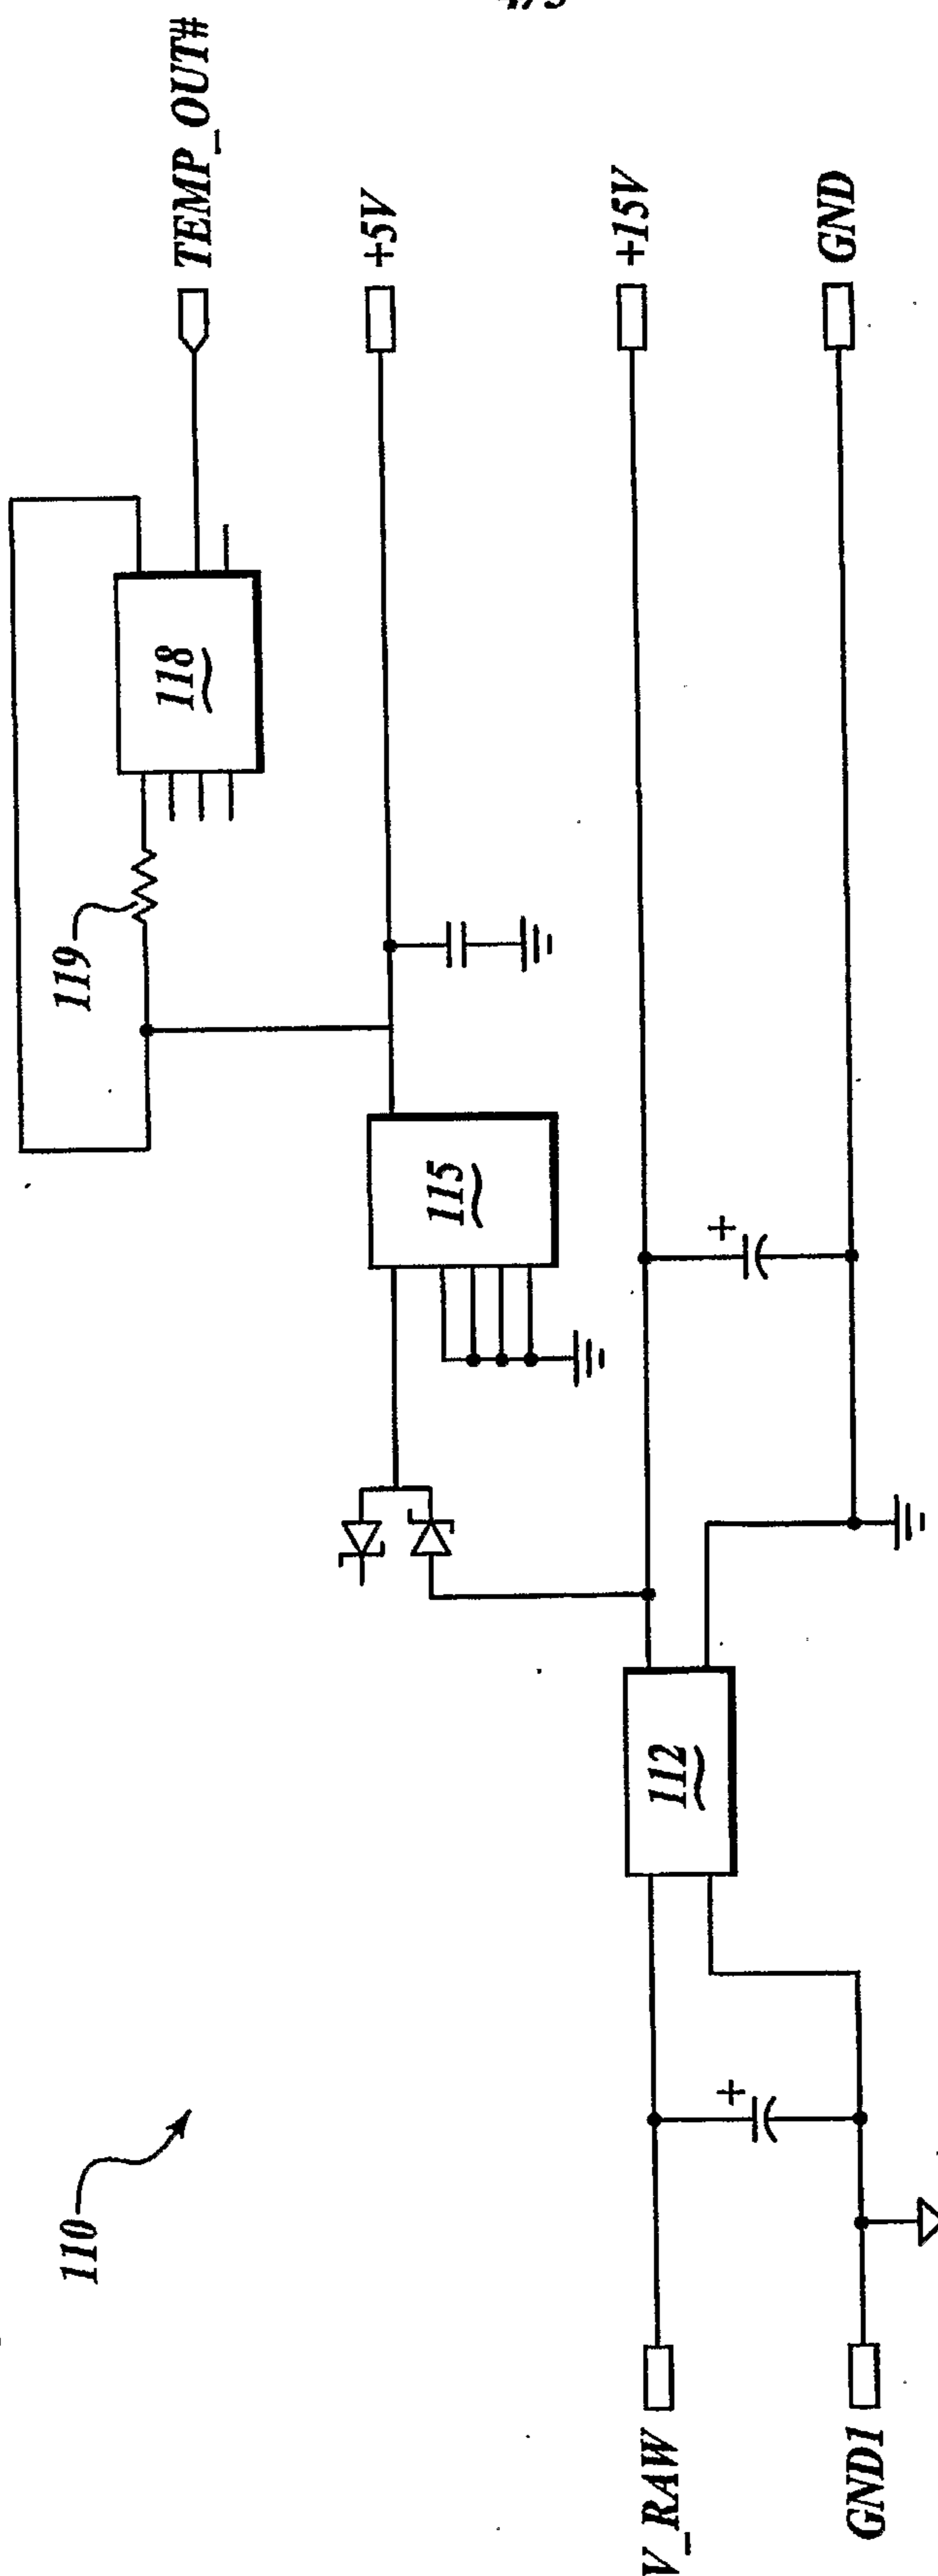 110
V_RAW
GND1
112
115
119
118
TEMP_OUT#
+5V
+15V
GND
+
+